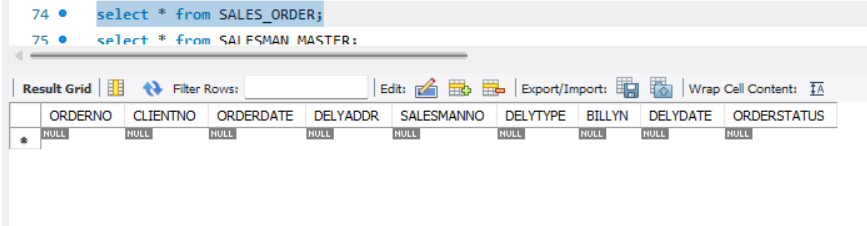 74 select * from SALES_ORDER;
75 select * from SALESMAN_MASTER;
Result Grid Filter Rows: Edit: Export/Import: Wrap Cell Content: IA
ORDERNO CLIENTNO ORDERDATE DELYADDR SALESMANNO DELYTYPE BILLYN DELYDATE ORDERSTATUS
* NULL NULL NULL NULL NULL NULL NULL NULL NULL